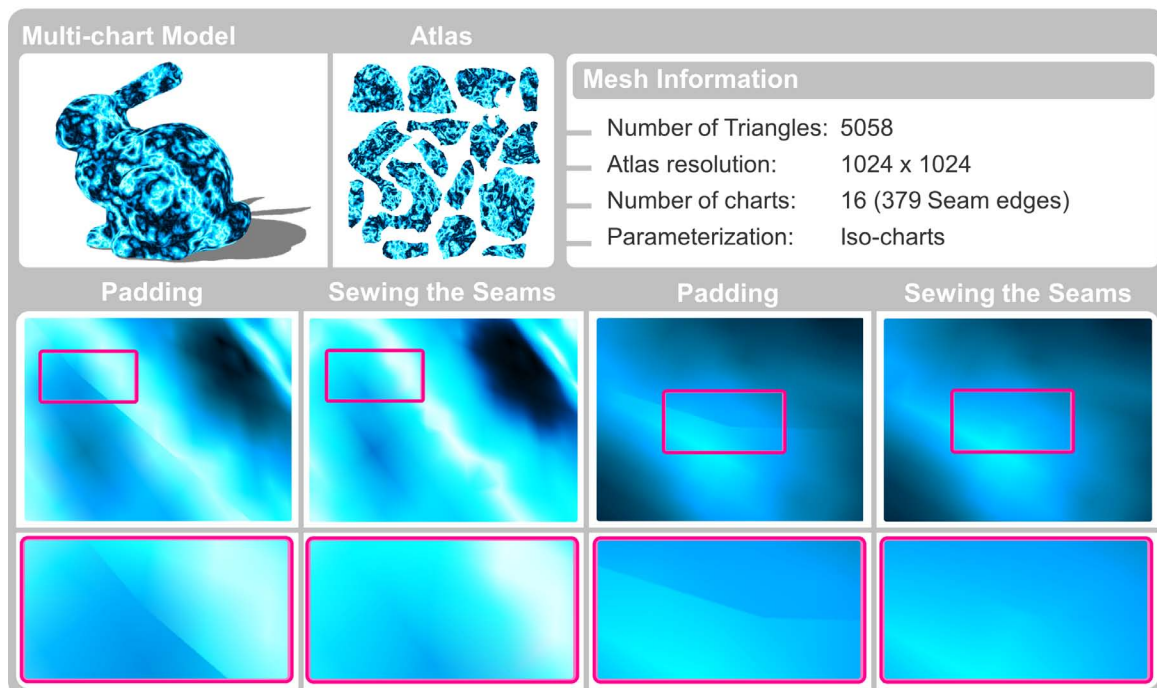 Multi-chart Model
Atlas
Mesh Information
Number of Triangles: 5058
Atlas resolution: 1024 x 1024
Number of charts: 16 (379 Seam edges)
Parameterization: Iso-charts
Padding
Sewing the Seams
Padding
Sewing the Seams